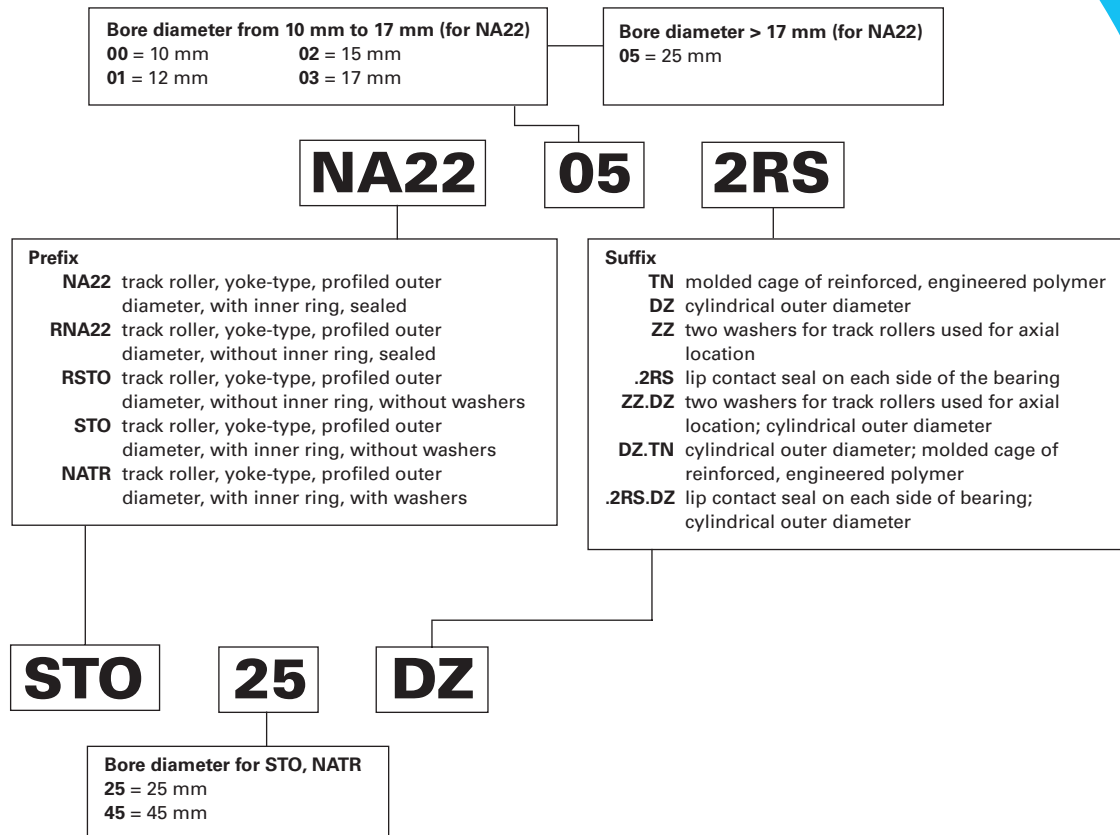 Bore diameter from 10 mm to 17 mm (for NA22)
00 = 10 mm 02 = 15 mm
01 = 12 mm 03 = 17 mm
Bore diameter > 17 mm (for NA22)
05 = 25 mm
NA22 05 2RS
Prefix
NA22 track roller, yoke-type, profiled outer
diameter, with inner ring, sealed
RNA22 track roller, yoke-type, profiled outer
diameter, without inner ring, sealed
RSTO track roller, yoke-type, profiled outer
diameter, without inner ring, without washers
STO track roller, yoke-type, profiled outer
diameter, with inner ring, without washers
NATR track roller, yoke-type, profiled outer
diameter, with inner ring, with washers
Suffix
TN molded cage of reinforced, engineered polymer
DZ cylindrical outer diameter
ZZ two washers for track rollers used for axial
location
.2RS lip contact seal on each side of the bearing
ZZ.DZ two washers for track rollers used for axial
location; cylindrical outer diameter
DZ.TN cylindrical outer diameter; molded cage of
reinforced, engineered polymer
.2RS.DZ lip contact seal on each side of bearing;
cylindrical outer diameter
STO 25 DZ
Bore diameter for STO, NATR
25 = 25 mm
45 = 45 mm